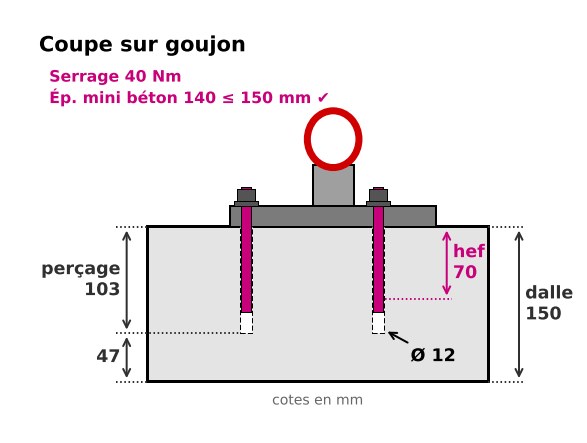 Coupe sur goujon
Serrage 40 Nm
Ép. mini béton 140 ≤ 150 mm ✔
hef
70
perçage
103
dalle
150
47
Ø 12
cotes en mm